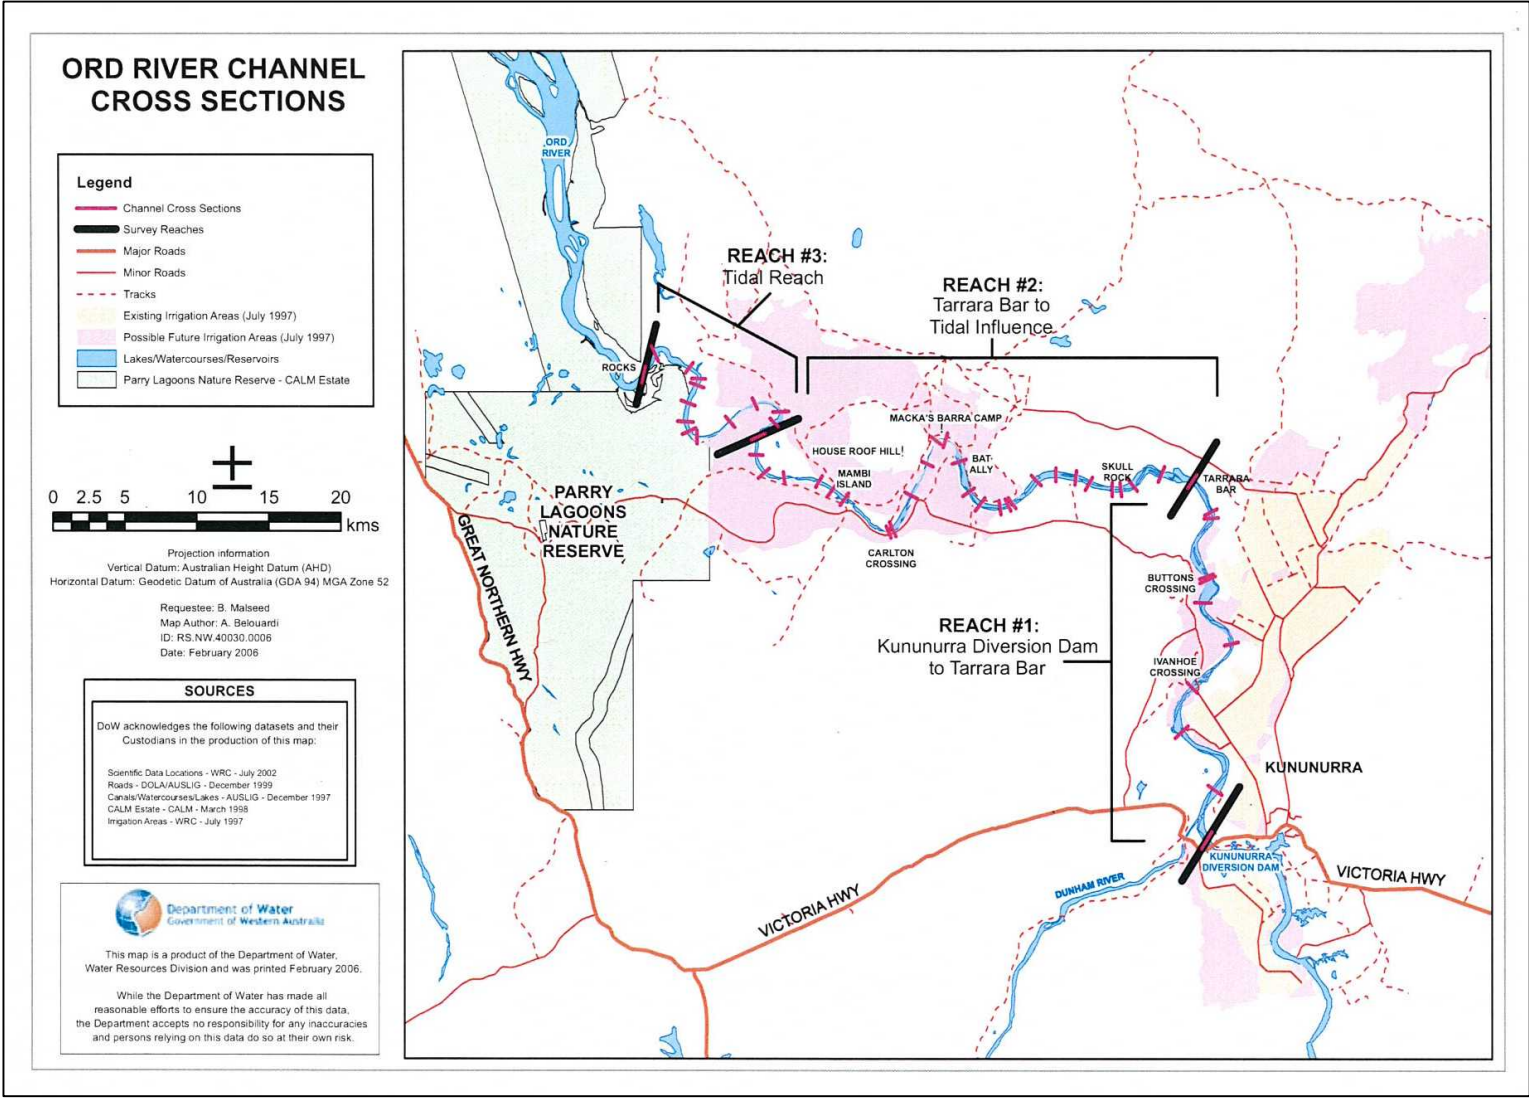 ORD RIVER CHANNEL
CROSS SECTIONS
Legend
Channel Cross Sections
Survey Reaches
Major Roads
Minor Roads
Tracks
Existing Irrigation Areas (July 1997)
Possible Future Irrigation Areas (July 1997)
Lakes/Watercourses/Reservoirs
Parry Lagoons Nature Reserve - CALM Estate
0 2.5 5 10 15 20
kms
Projection information
Vertical Datum: Australian Height Datum (AHD)
Horizontal Datum: Geodetic Datum of Australia (GDA 94) MGA Zone 52
Requestee: B. Malseed
Map Author: A. Belouardi
ID: RS.NW.40030.0006
Date: February 2006
SOURCES
DoW acknowledges the following datasets and their
Custodians in the production of this map:
Scientific Data Locations - WRC - July 2002
Roads - DOLA/AUSLIG - December 1999
Canals/Watercourses/Lakes - AUSLIG - December 1997
CALM Estate - CALM - March 1998
Irrigation Areas - WRC - July 1997
Department of Water
Government of Western Australia
This map is a product of the Department of Water,
Water Resources Division and was printed February 2006.
While the Department of Water has made all
reasonable efforts to ensure the accuracy of this data,
the Department accepts no responsibility for any inaccuracies
and persons relying on this data do so at their own risk.
ORD
RIVER
REACH #3:
Tidal Reach
REACH #2:
Tarrara Bar to
Tidal Influence
ROCKS
MACKA'S BARRA CAMP
HOUSE ROOF HILL!
MAMBI
ISLAND
BAT
ALLY
SKULL
ROCK
TARRARA
BAR
PARRY
LAGOONS
NATURE
RESERVE
GREAT NORTHERN HWY
CARLTON
CROSSING
BUTTONS
CROSSING
REACH #1:
Kununurra Diversion Dam
to Tarrara Bar
IVANHOE
CROSSING
KUNUNURRA
KUNUNURRA
DIVERSION DAM
DUNHAM RIVER
VICTORIA HWY
VICTORIA HWY